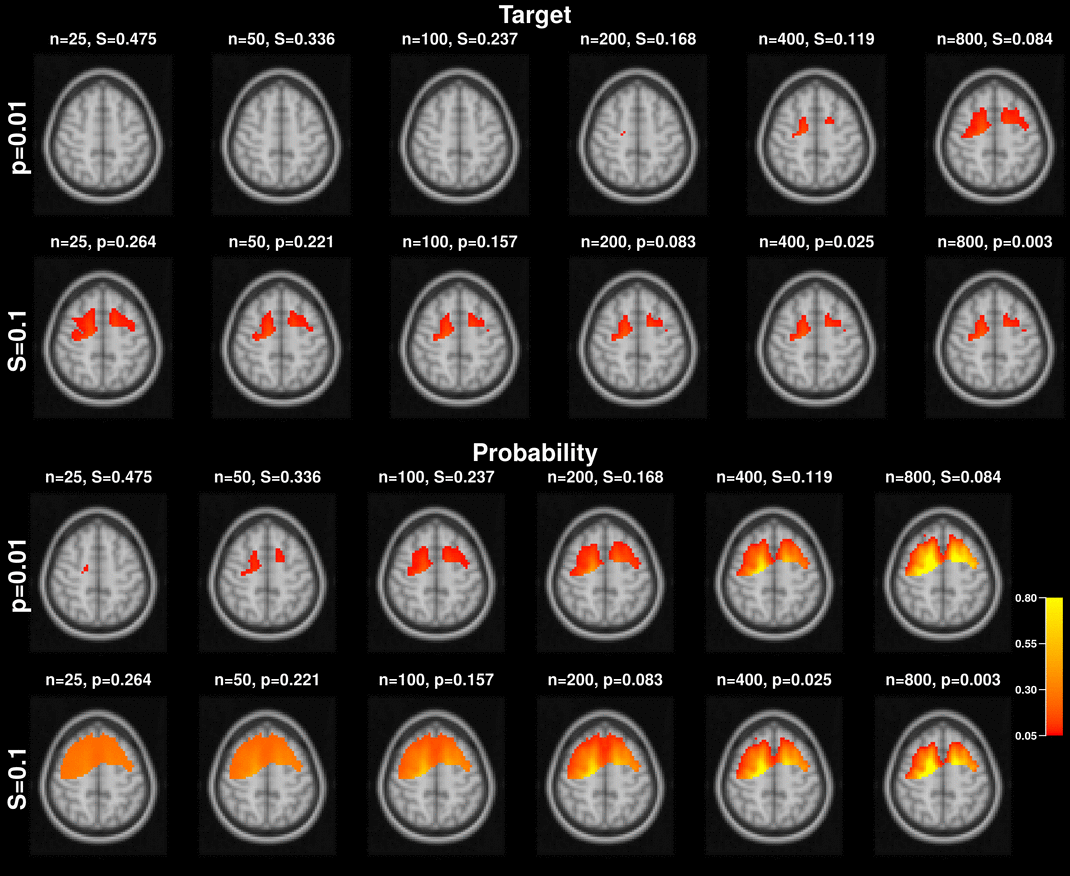 Target
n=25, S=0.475 n=50, S=0.336 n=100, S=0.237 n=200, S=0.168 n=400, S=0.119 n=800, S=0.084
p=0.01
n=25, p=0.264 n=50, p=0.221 n=100, p=0.157 n=200, p=0.083 n=400, p=0.025 n=800, p=0.003
S=0.1
Probability
n=25, S=0.475 n=50, S=0.336 n=100, S=0.237 n=200, S=0.168 n=400, S=0.119 n=800, S=0.084
p=0.01
0.80
0.55
0.30
0.05
n=25, p=0.264 n=50, p=0.221 n=100, p=0.157 n=200, p=0.083 n=400, p=0.025 n=800, p=0.003
S=0.1